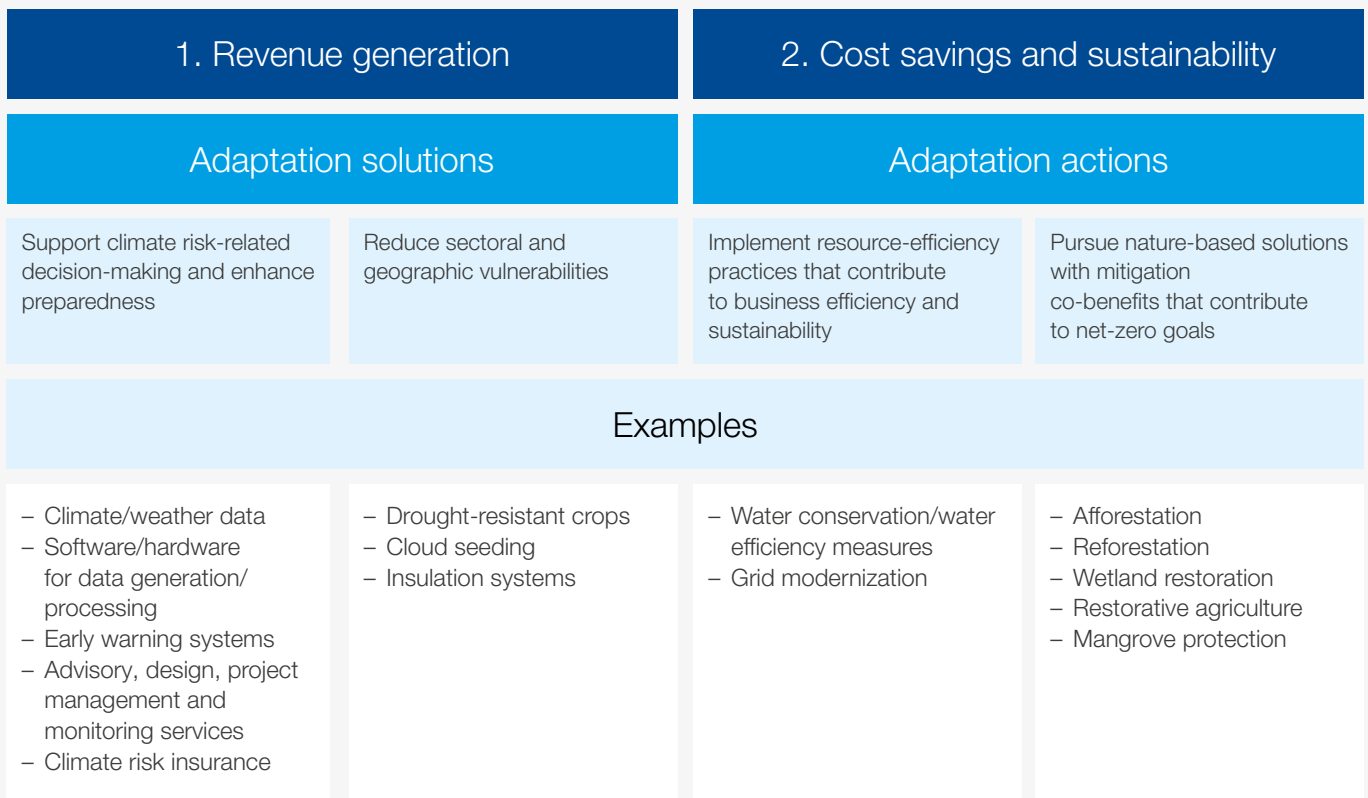 1. Revenue generation
2. Cost savings and sustainability
Adaptation solutions
Adaptation actions
Support climate risk-related
decision-making and enhance
preparedness
Reduce sectoral and
geographic vulnerabilities
Implement resource-efficiency
practices that contribute
to business efficiency and
sustainability
Pursue nature-based solutions
with mitigation
co-benefits that contribute
to net-zero goals
Examples
– Climate/weather data
– Software/hardware
for data generation/
processing
– Early warning systems
– Advisory, design, project
management and
monitoring services
– Climate risk insurance
– Drought-resistant crops
– Cloud seeding
– Insulation systems
– Water conservation/water
efficiency measures
– Grid modernization
– Afforestation
– Reforestation
– Wetland restoration
– Restorative agriculture
– Mangrove protection